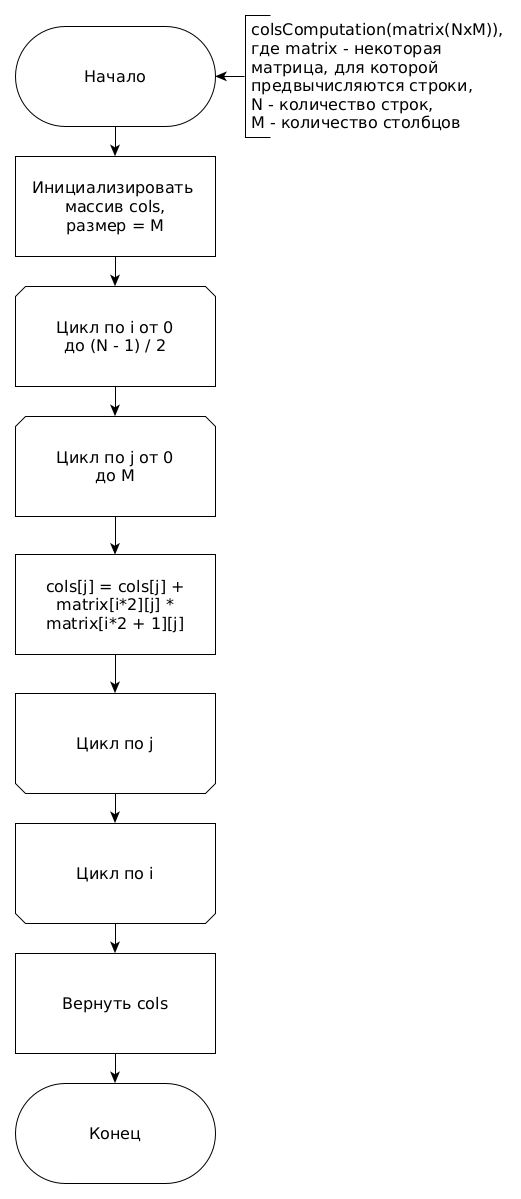 Начало
colsComputation(matrix(NxM)),
где matrix - некоторая
матрица, для которой
предвычисляются строки,
N - количество строк,
M - количество столбцов
Инициализировать
массив cols,
размер = M
Цикл по i от 0
до (N - 1) / 2
Цикл по j от 0
до M
cols[j] = cols[j] +
matrix[i*2][j] *
matrix[i*2 + 1][j]
Цикл по j
Цикл по i
Вернуть cols
Конец